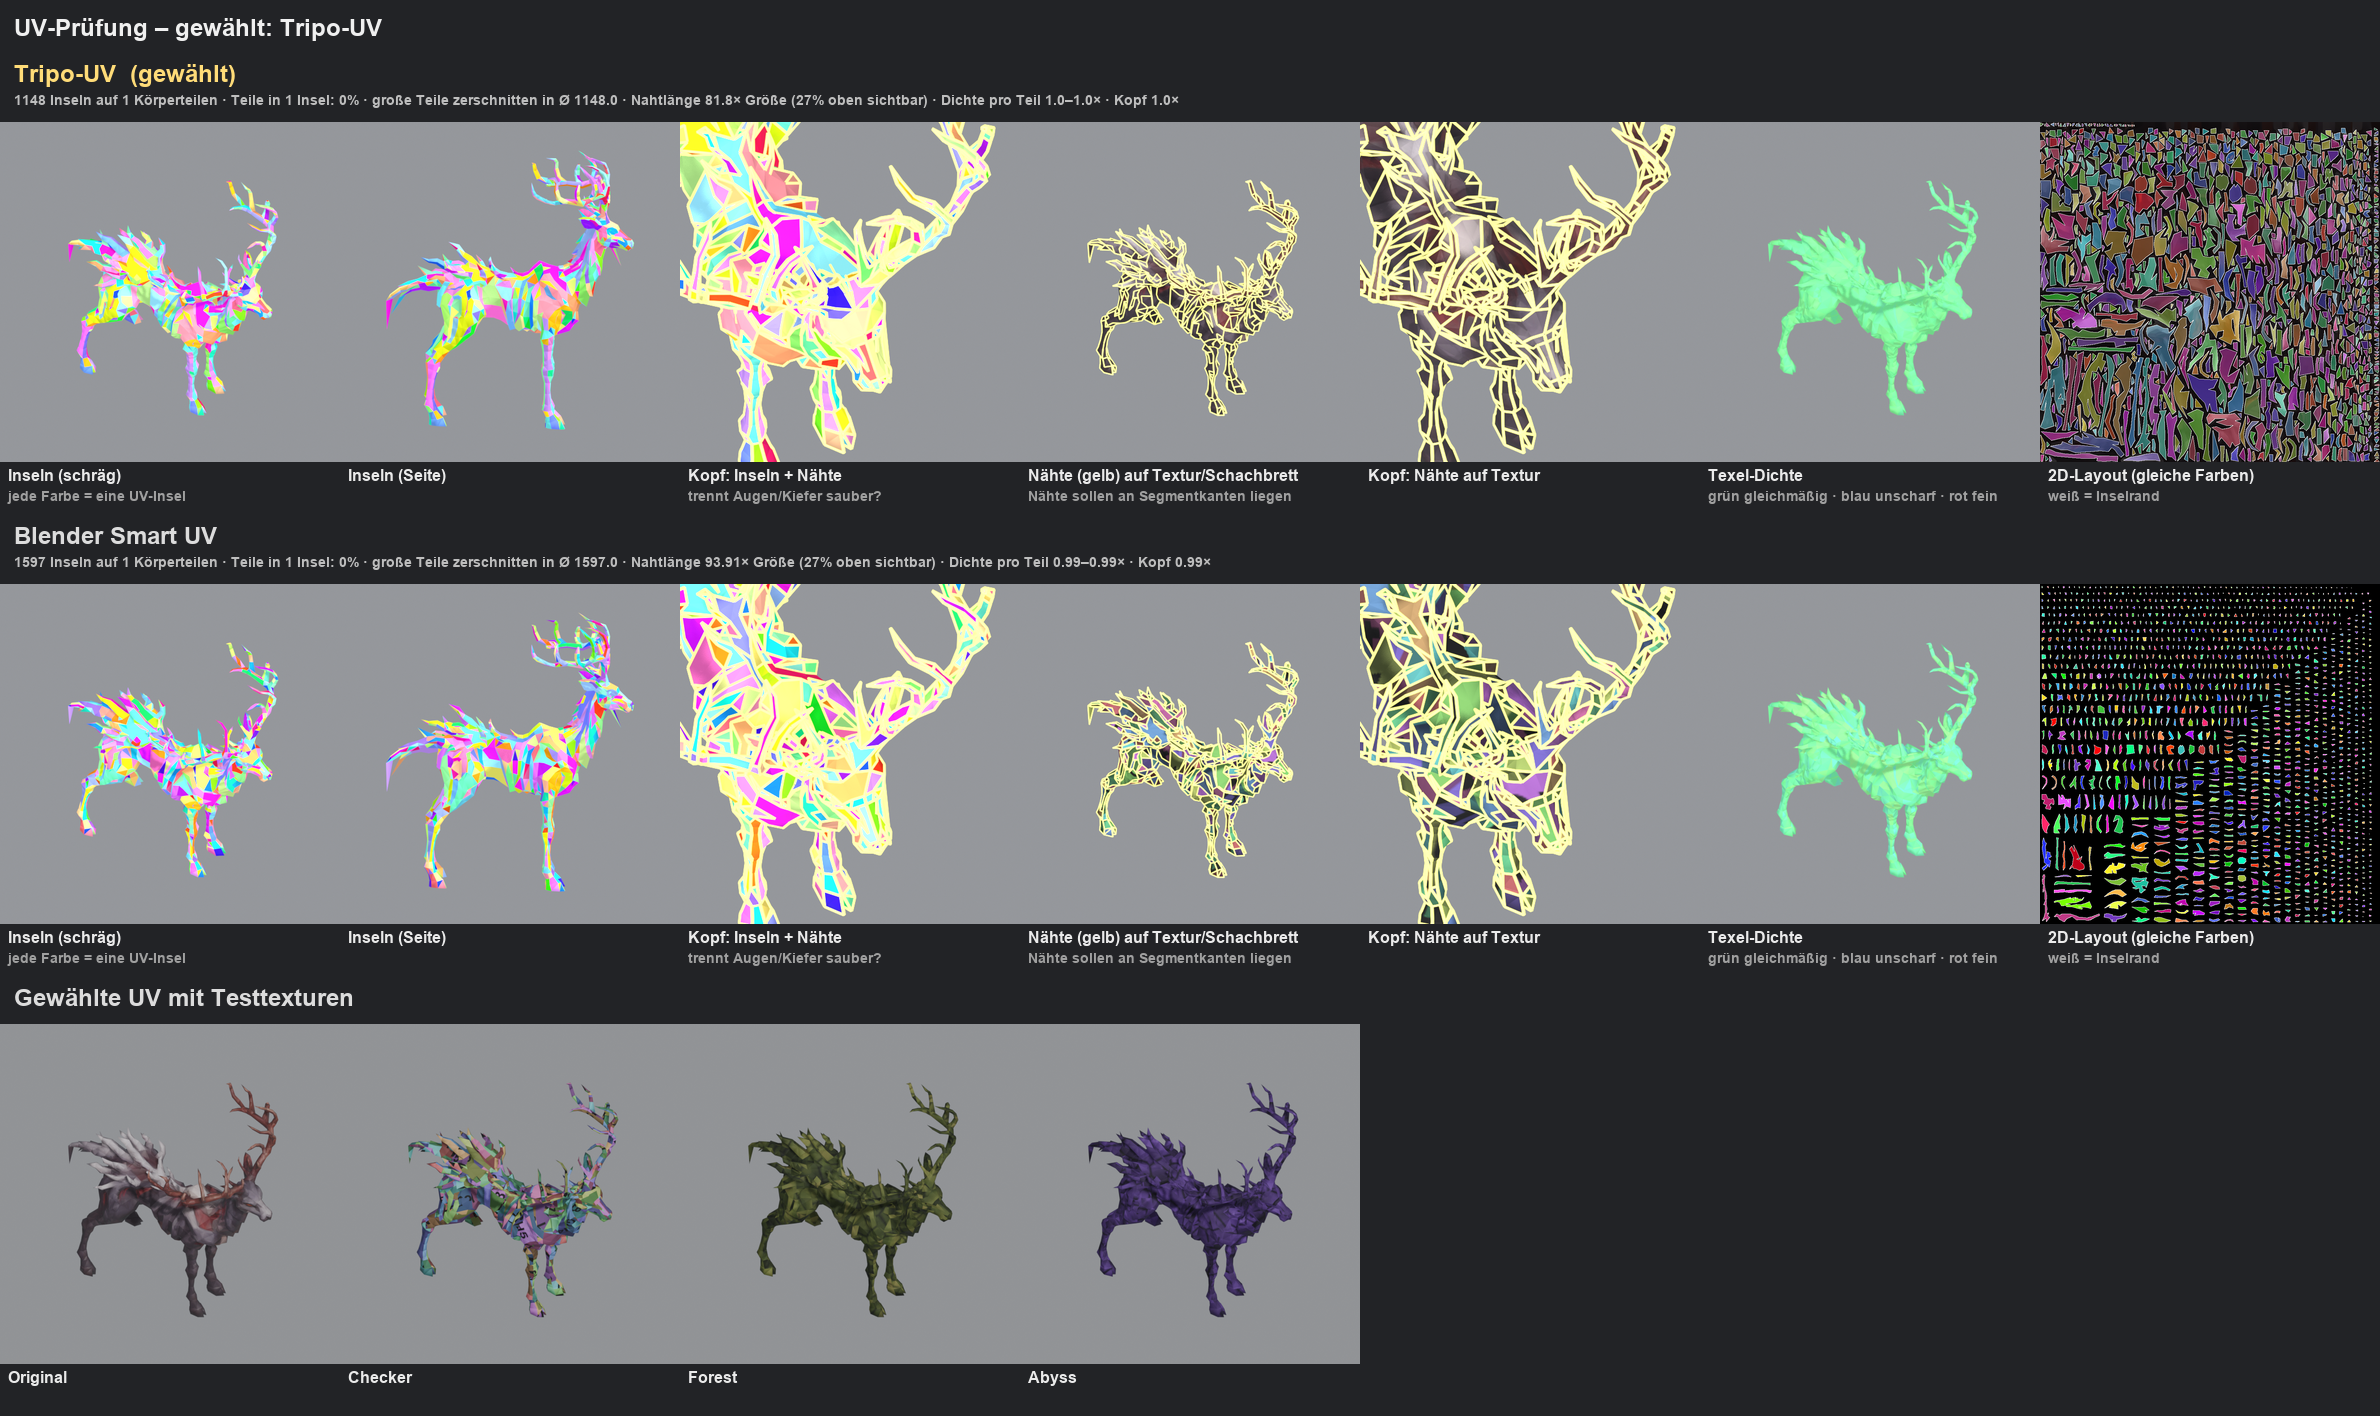 UV-Prüfung – gewählt: Tripo-UV
Tripo-UV (gewählt)
1148 Inseln auf 1 Körperteilen · Teile in 1 Insel: 0% · große Teile zerschnitten in Ø 1148.0 · Nahtlänge 81.8× Größe (27% oben sichtbar) · Dichte pro Teil 1.0–1.0× · Kopf 1.0×
Inseln (schräg)
jede Farbe = eine UV-Insel
Inseln (Seite)
Kopf: Inseln + Nähte
trennt Augen/Kiefer sauber?
Nähte (gelb) auf Textur/Schachbrett
Nähte sollen an Segmentkanten liegen
Kopf: Nähte auf Textur
Texel-Dichte
grün gleichmäßig · blau unscharf · rot fein
2D-Layout (gleiche Farben)
weiß = Inselrand
Blender Smart UV
1597 Inseln auf 1 Körperteilen · Teile in 1 Insel: 0% · große Teile zerschnitten in Ø 1597.0 · Nahtlänge 93.91× Größe (27% oben sichtbar) · Dichte pro Teil 0.99–0.99× · Kopf 0.99×
Inseln (schräg)
jede Farbe = eine UV-Insel
Inseln (Seite)
Kopf: Inseln + Nähte
trennt Augen/Kiefer sauber?
Nähte (gelb) auf Textur/Schachbrett
Nähte sollen an Segmentkanten liegen
Kopf: Nähte auf Textur
Texel-Dichte
grün gleichmäßig · blau unscharf · rot fein
2D-Layout (gleiche Farben)
weiß = Inselrand
Gewählte UV mit Testtexturen
Original
Checker
Forest
Abyss